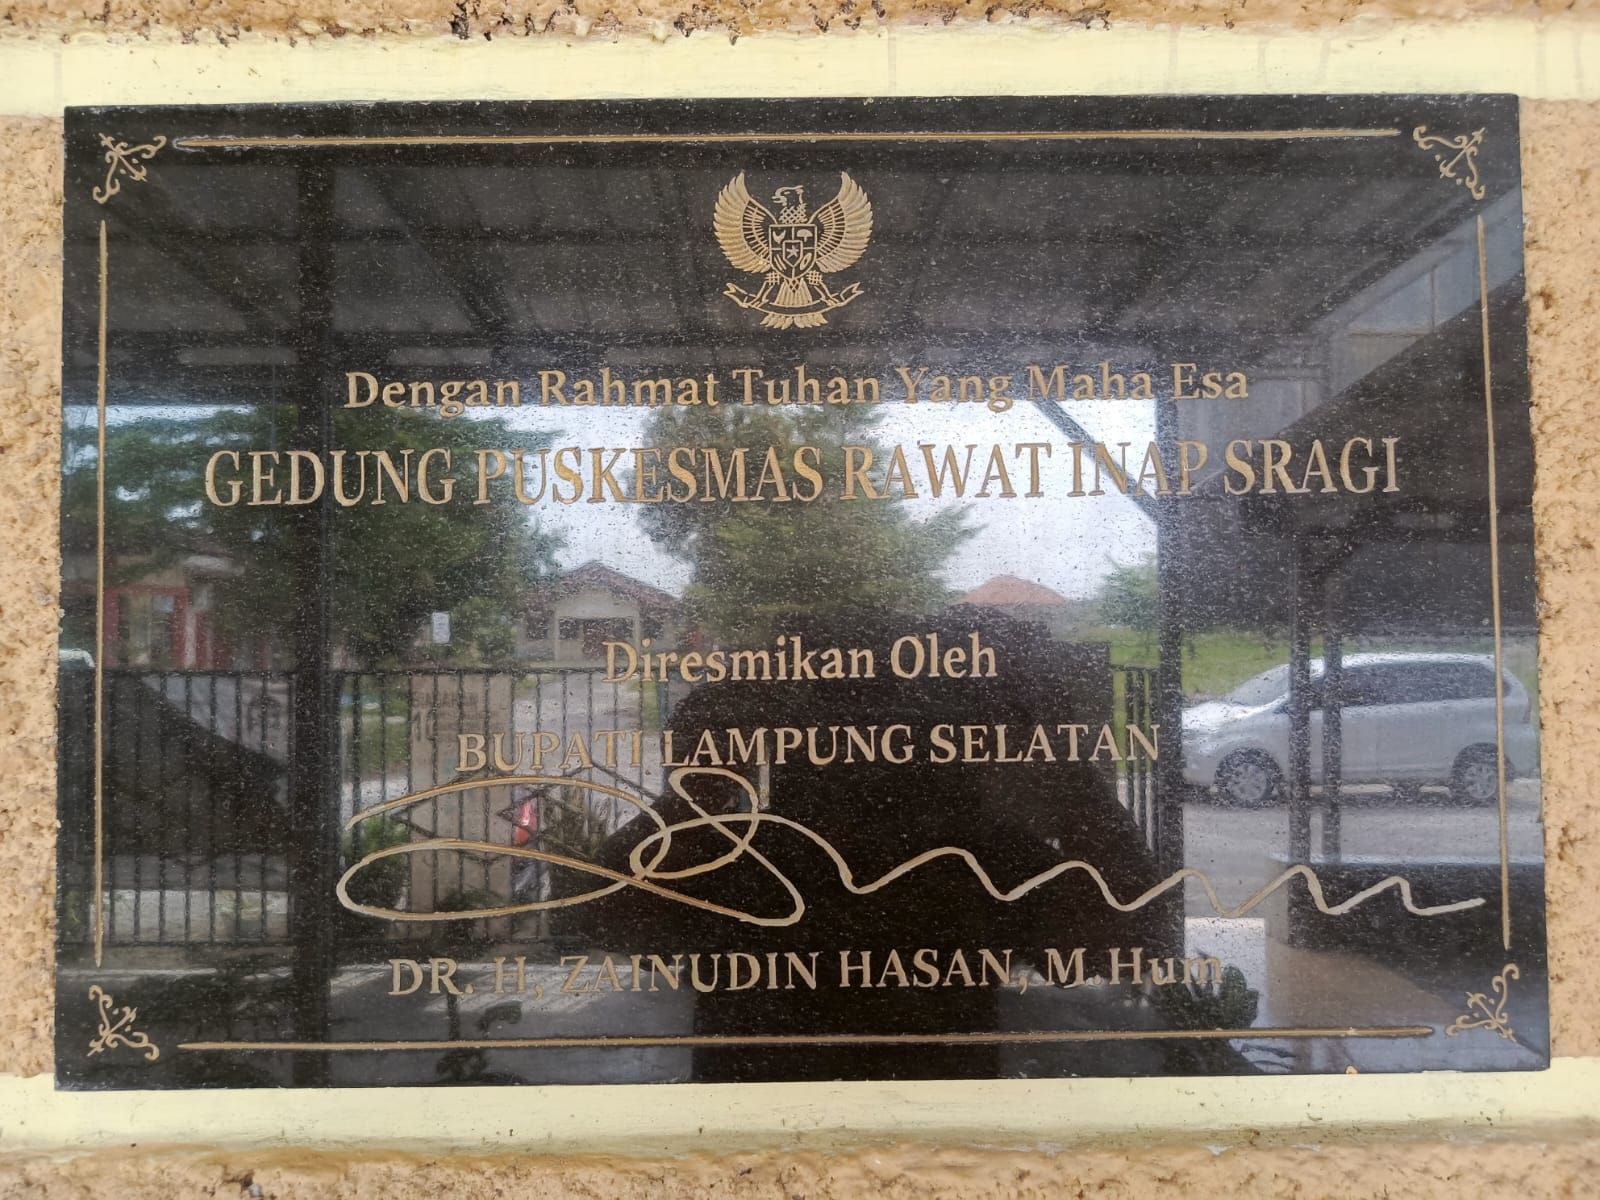 Dengan Rahmat Tuhan Yang Maha Esa
GEDUNG PUSKESMAS RAWAT INAP SRAGI
Diresmikan Oleh
BUPATI LAMPUNG SELATAN
DR. H, ZAINUDIN HASAN, M.Hum